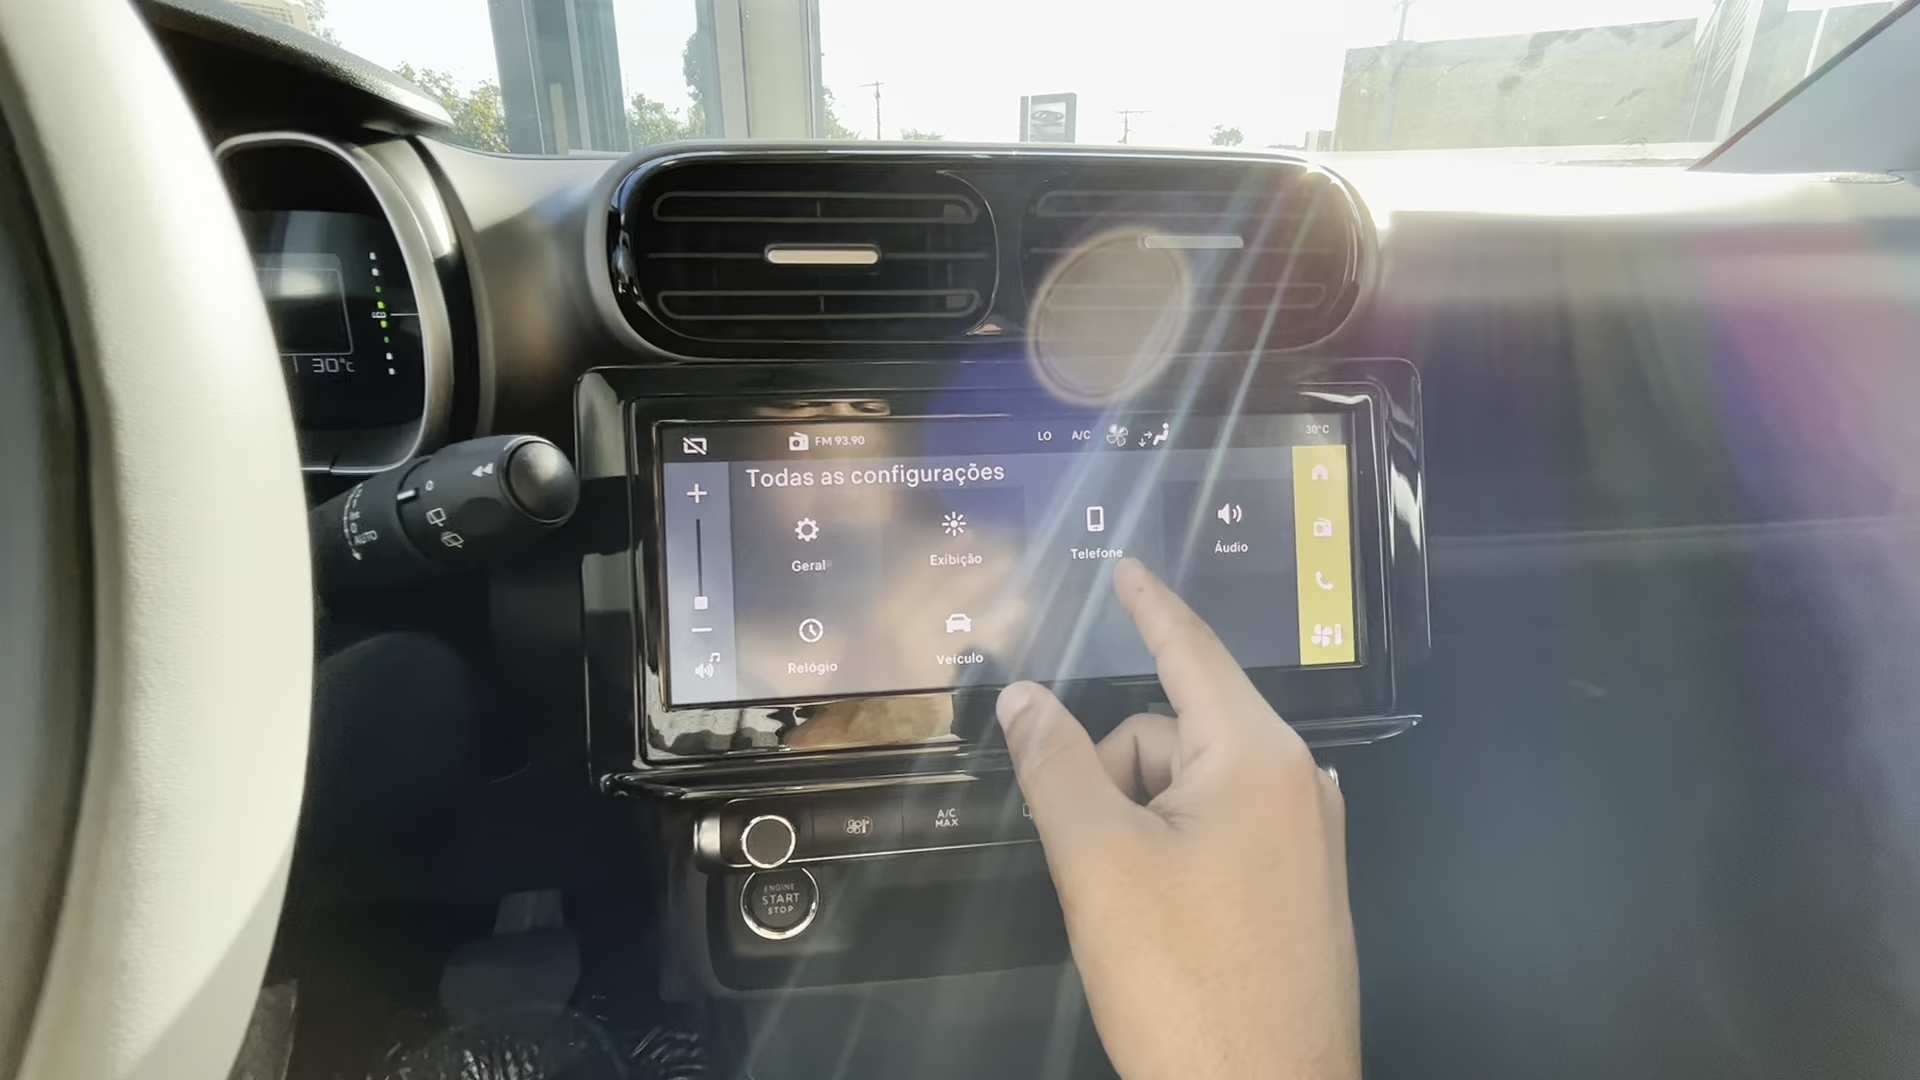 ECO
30°c
AUTO
FM 93.90
LO
A/C
30°C
Todas as configurações
Geral
Exibição
Telefone
Áudio
Relógio
Veículo
A/C
MAX
ENGINE
START
STOP